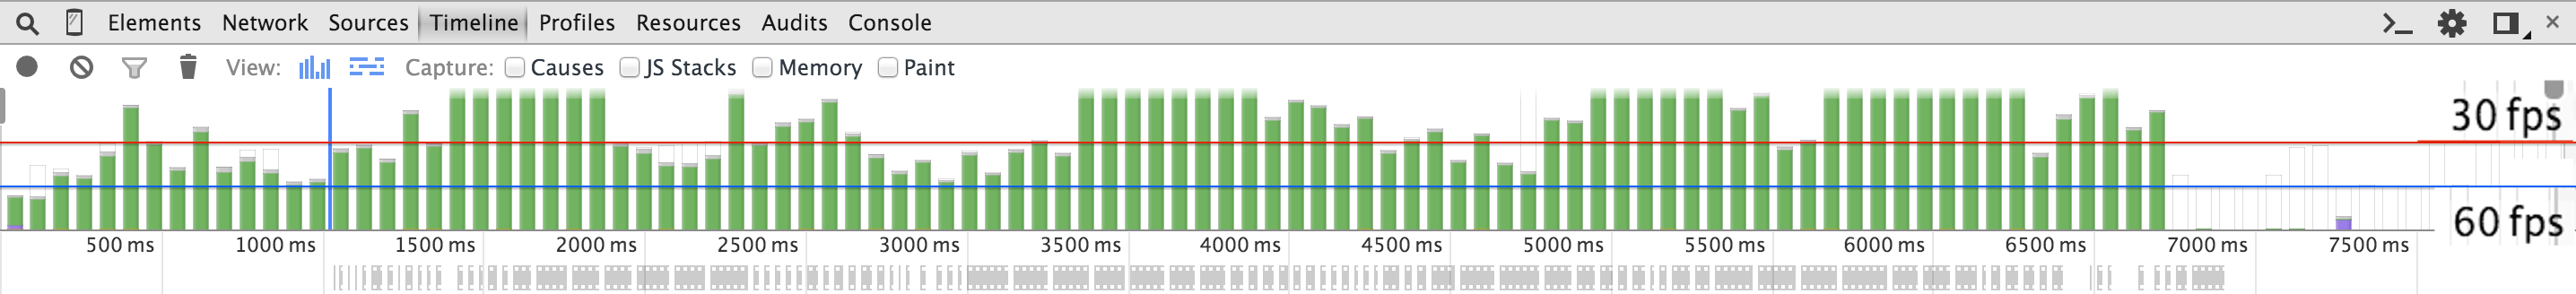 Elements Network Sources Timeline Profiles Resources Audits Console
View: Capture: Causes JS Stacks Memory Paint
30 fps
60 fps
500 ms 1000 ms 1500 ms 2000 ms 2500 ms 3000 ms 3500 ms 4000 ms 4500 ms 5000 ms 5500 ms 6000 ms 6500 ms 7000 ms 7500 ms